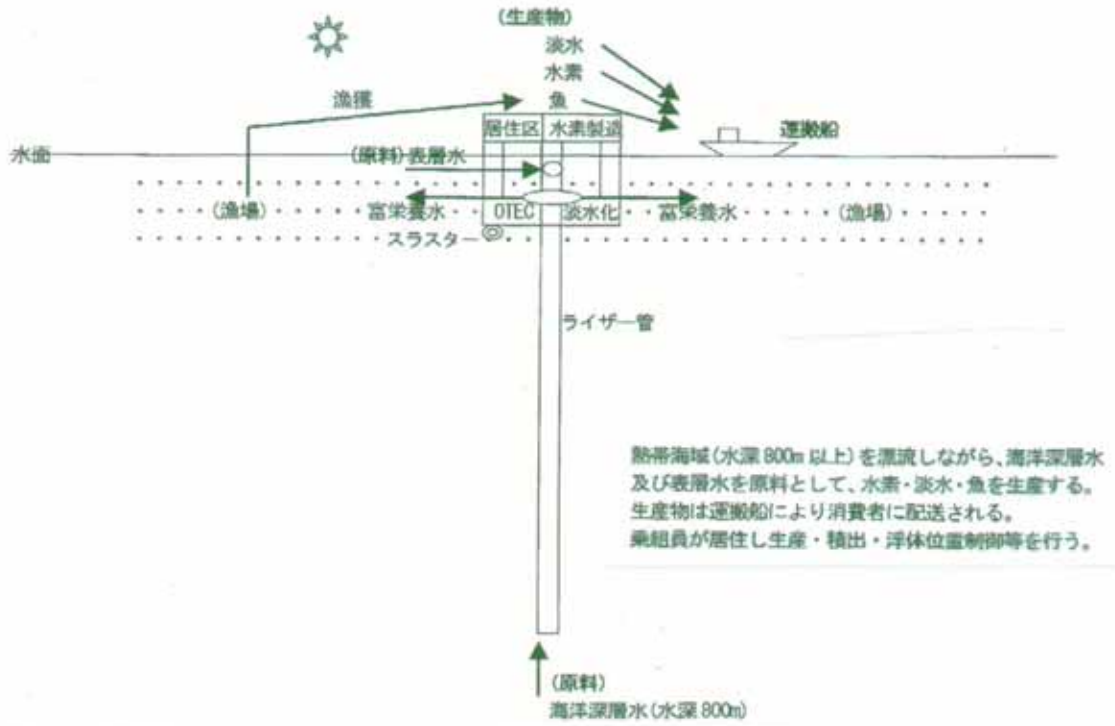 (生産物)
淡水
水素
魚
漁獲
居住区 水素製造
運搬船
水面
(原料)表層水
(漁場) 富栄養水 OTEC 淡水化 富栄養水 (漁場)
スラスター
ライザー管
熱帯海域(水深800m以上)を漂流しながら、海洋深層水
及び表層水を原料として、水素・淡水・魚を生産する。
生産物は運搬船により消費者に配送される。
乗組員が居住し生産・積出・浮体位置制御等を行う。
(原料)
海洋深層水(水深800m)